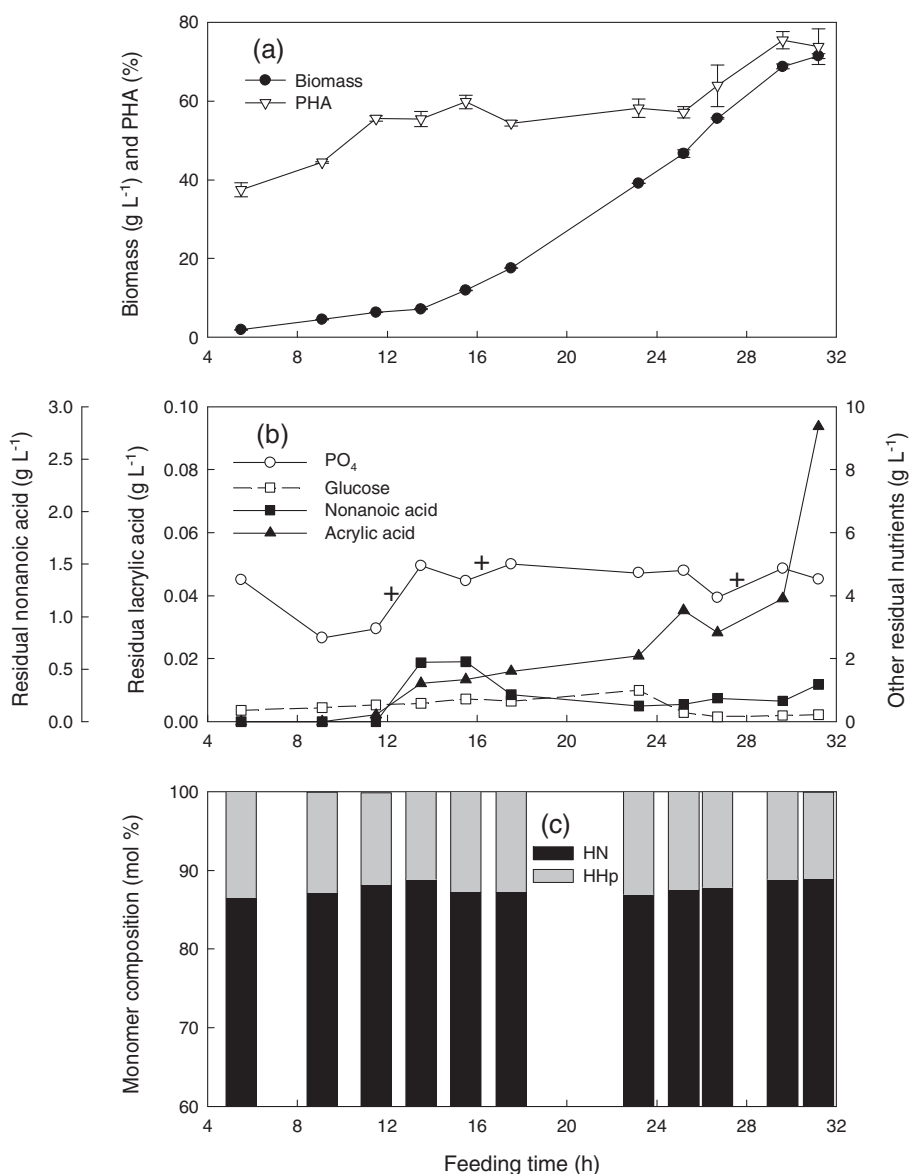 (a)
Biomass
PHA
Biomass (g L⁻¹) and PHA (%)
80
60
40
20
0
4 8 12 16 20 24 28 32
(b)
PO₄
Glucose
Nonanoic acid
Acrylic acid
Residual nonanoic acid (g L⁻¹)
3.0
2.5
2.0
1.5
1.0
0.5
0.0
Residua lacrylic acid (g L⁻¹)
0.10
0.08
0.06
0.04
0.02
0.00
+
+
+
10
8
6
4
2
0
Other residual nutrients (g L⁻¹)
4 8 12 16 20 24 28 32
(c)
HN
HHp
Monomer composition (mol %)
100
90
80
70
60
4 8 12 16 20 24 28 32
Feeding time (h)